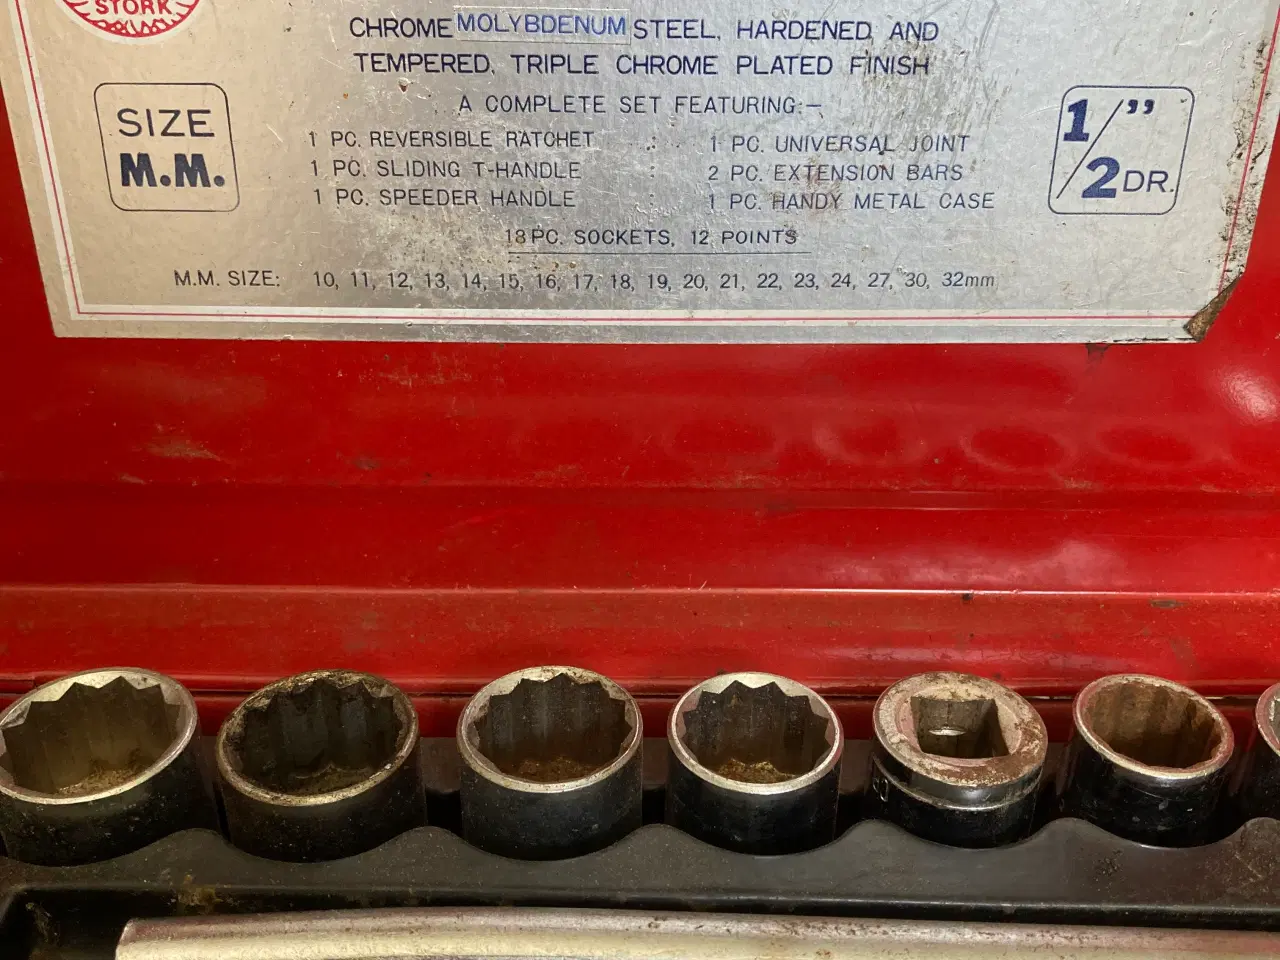 STORK
CHROME MOLYBDENUM STEEL, HARDENED AND
TEMPERED, TRIPLE CHROME PLATED FINISH
SIZE
M.M.
A COMPLETE SET FEATURING:-
1 PC. REVERSIBLE RATCHET : 1 PC. UNIVERSAL JOINT
1 PC. SLIDING T-HANDLE : 2 PC. EXTENSION BARS
1 PC. SPEEDER HANDLE : 1 PC. HANDY METAL CASE
18 PC. SOCKETS, 12 POINTS
M.M. SIZE: 10, 11, 12, 13, 14, 15, 16, 17, 18, 19, 20, 21, 22, 23, 24, 27, 30, 32mm
1/2" DR.